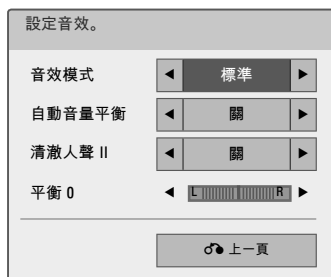 設定音效。
音效模式 ◀ 標準 ▶
自動音量平衡 ◀ 關 ▶
清澈人聲 II ◀ 關 ▶
平衡 0 ◀ L R ▶
上一頁